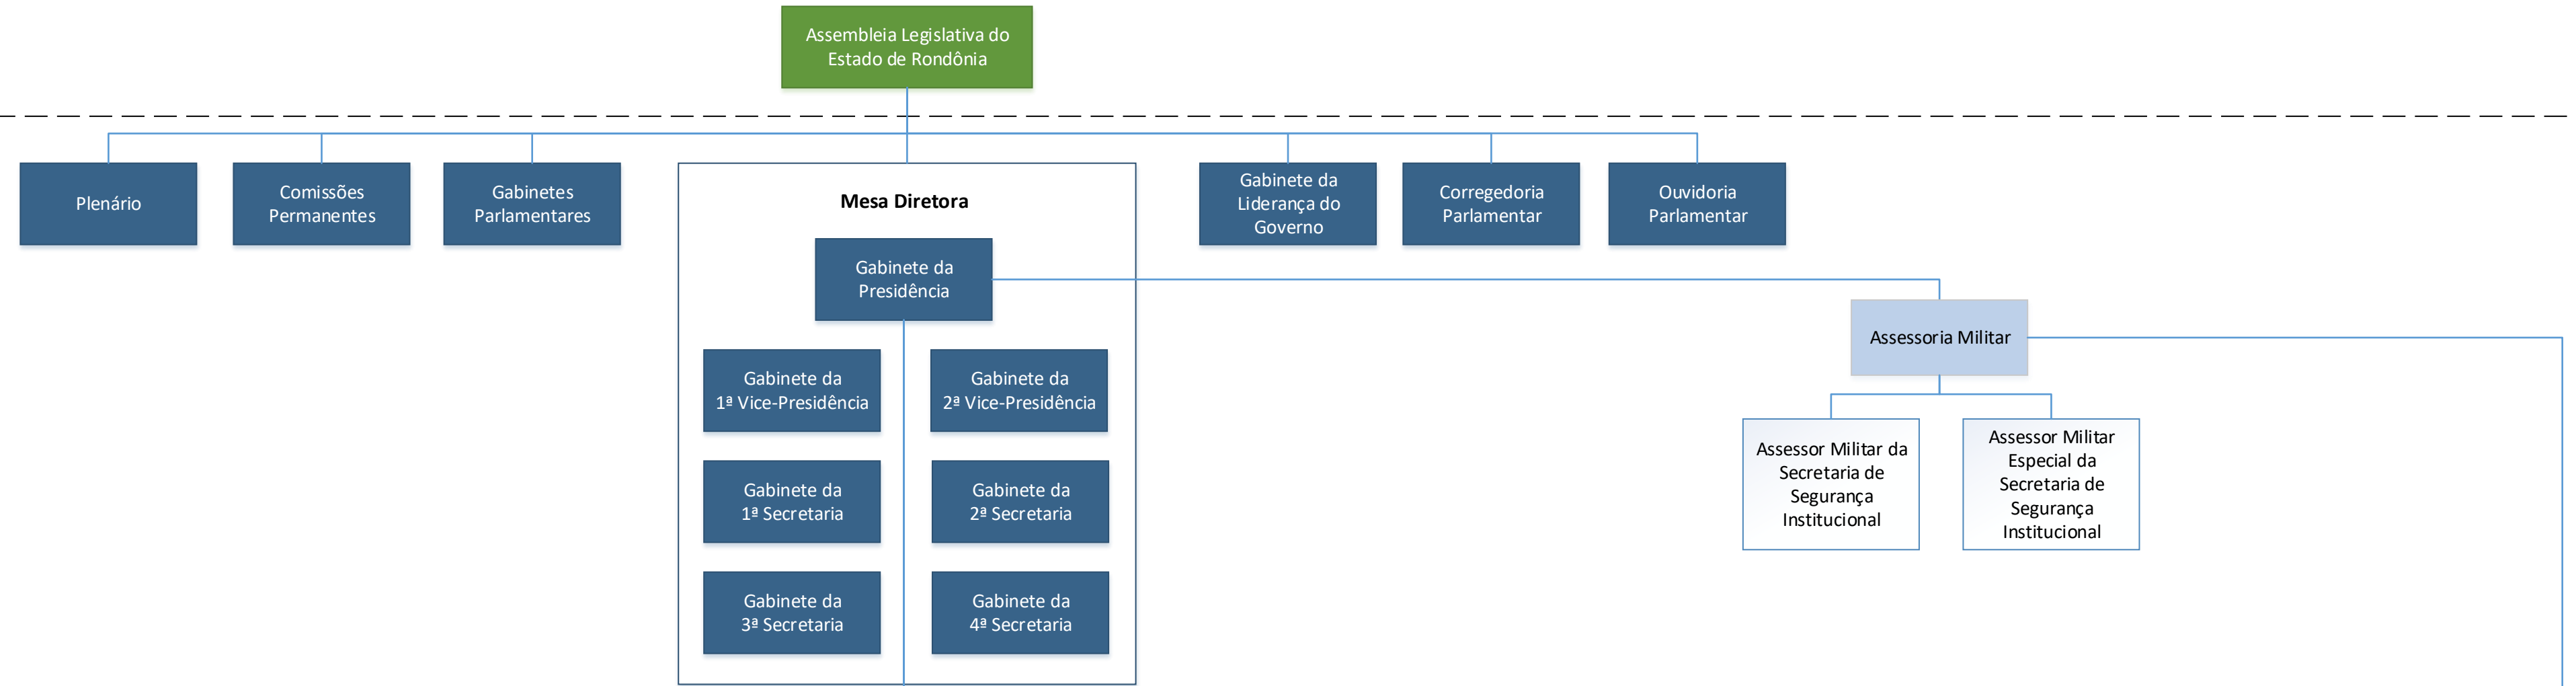 Assembleia Legislativa do
Estado de Rondônia
Plenário
Comissões
Permanentes
Gabinetes
Parlamentares
Mesa Diretora
Gabinete da
Liderança do
Governo
Corregedoria
Parlamentar
Ouvidoria
Parlamentar
Gabinete da
Presidência
Assessoria Militar
Gabinete da
1ª Vice-Presidência
Gabinete da
2ª Vice-Presidência
Assessor Militar da
Secretaria de
Segurança
Institucional
Assessor Militar
Especial da
Secretaria de
Segurança
Institucional
Gabinete da
1ª Secretaria
Gabinete da
2ª Secretaria
Gabinete da
3ª Secretaria
Gabinete da
4ª Secretaria